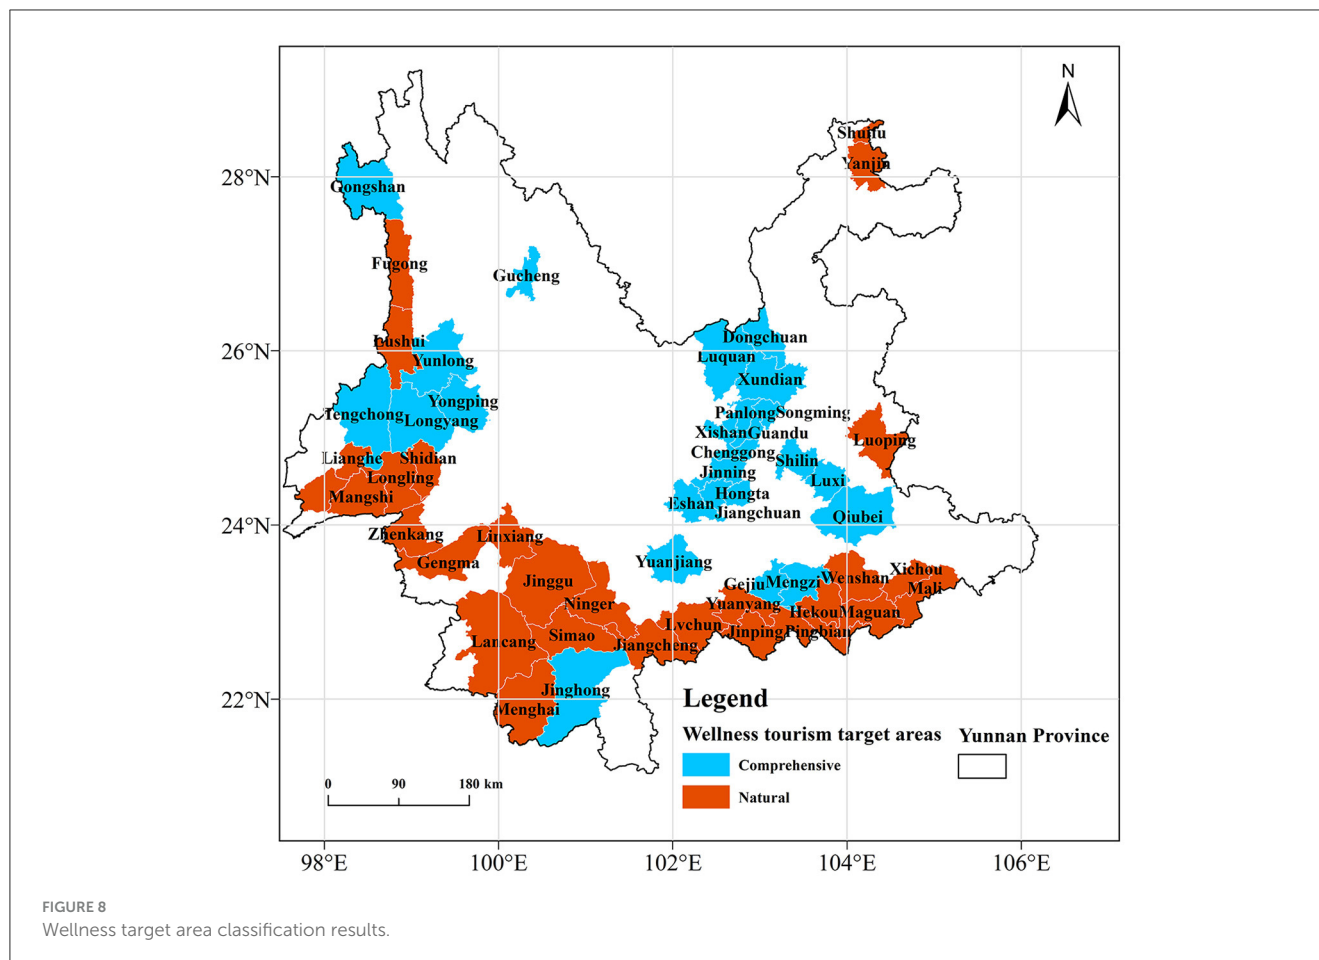 N
Shuifu
Yanjin
28°N
Gongshan
Fugong
Gucheng
Lushui
Dongchuan
26°N
Yunlong
Luquan
Xundian
Yongping
Tengchong
Longyang
Panlong
Songming
Xishan
Guandu
Luoping
Chenggong
Lianghe
Shidian
Shilin
Longling
Jinning
Luxi
Mangshi
Hongta
Eshan
Jiangchuan
Qiubei
24°N
Zhenkang
Linxiang
Gengma
Yuanjiang
Jinggu
Gejiu
Mengzi
Wenshan
Xichou
Mali
Ninger
Yuanyang
Hekou
Maguan
Lvchun
Simao
Jinping
Pingbian
Lancang
Jiangcheng
22°N
Jinghong
Menghai
Legend
Wellness tourism target areas
Yunnan Province
Comprehensive
Natural
0 90 180 km
98°E 100°E 102°E 104°E 106°E
FIGURE 8
Wellness target area classification results.